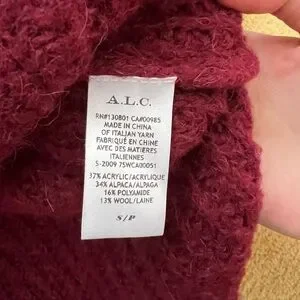 A.L.C.
RN#130801 CA#00985
MADE IN CHINA
OF ITALIAN YARN
FABRIQUÉ EN CHINE
AVEC DES MATIÈRES
ITALIENNES
S-2009 7SWCA00051
37% ACRYLIC/ACRYLIQUE
34% ALPACA/ALPAGA
16% POLYAMIDE
13% WOOL/LAINE
S/P